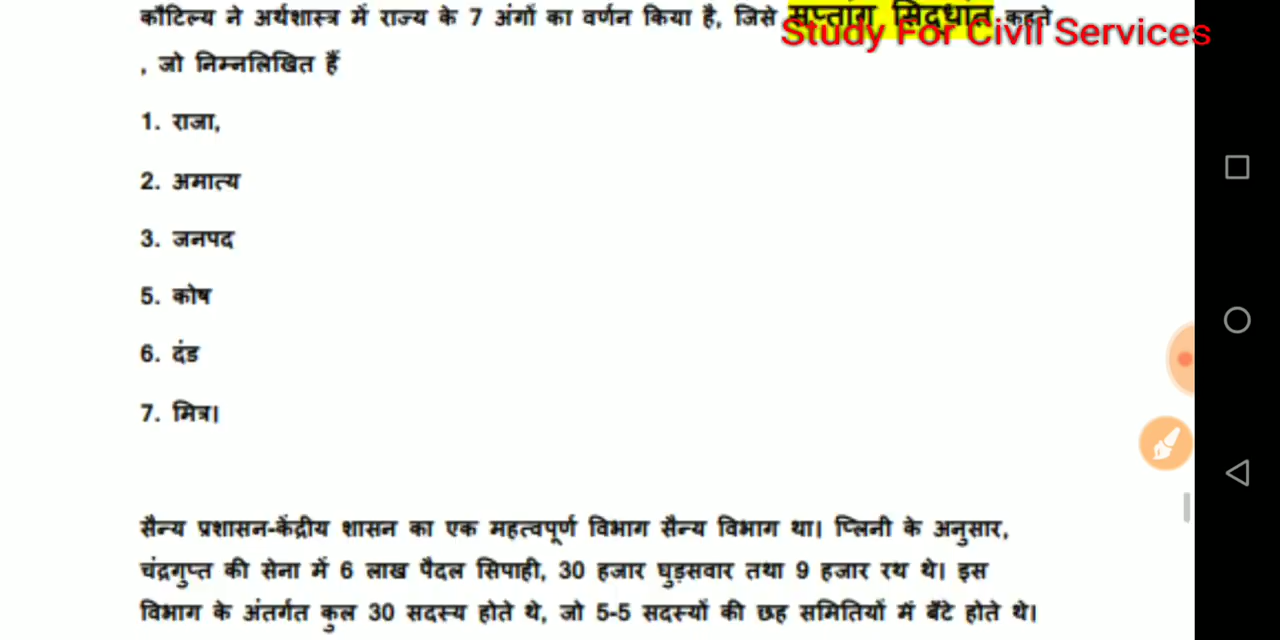 कौटिल्य ने अर्थशास्त्र में राज्य के 7 अंगों का वर्णन किया है, जिसे सप्तांग सिद्धांत कहते
Study For Civil Services
, जो निम्नलिखित हैं
1. राजा,
2. अमात्य
3. जनपद
5. कोष
6. दंड
7. मित्र।
सैन्य प्रशासन-केंद्रीय शासन का एक महत्वपूर्ण विभाग सैन्य विभाग था। प्लिनी के अनुसार,
चंद्रगुप्त की सेना में 6 लाख पैदल सिपाही, 30 हजार घुड़सवार तथा 9 हजार रथ थे। इस
विभाग के अंतर्गत कुल 30 सदस्य होते थे, जो 5-5 सदस्यों की छह समितियों में बँटे होते थे।